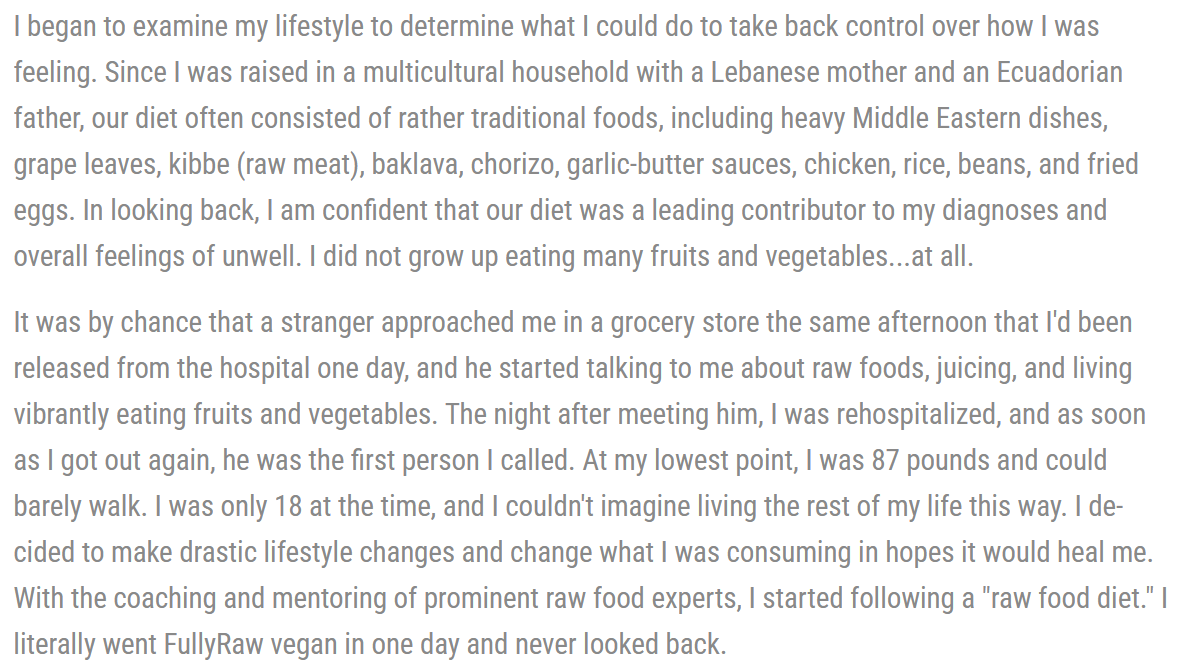 I began to examine my lifestyle to determine what I could do to take back control over how I was
feeling. Since I was raised in a multicultural household with a Lebanese mother and an Ecuadorian
father, our diet often consisted of rather traditional foods, including heavy Middle Eastern dishes,
grape leaves, kibbe (raw meat), baklava, chorizo, garlic-butter sauces, chicken, rice, beans, and fried
eggs. In looking back, I am confident that our diet was a leading contributor to my diagnoses and
overall feelings of unwell. I did not grow up eating many fruits and vegetables...at all.
It was by chance that a stranger approached me in a grocery store the same afternoon that I'd been
released from the hospital one day, and he started talking to me about raw foods, juicing, and living
vibrantly eating fruits and vegetables. The night after meeting him, I was rehospitalized, and as soon
as I got out again, he was the first person I called. At my lowest point, I was 87 pounds and could
barely walk. I was only 18 at the time, and I couldn't imagine living the rest of my life this way. I de-
cided to make drastic lifestyle changes and change what I was consuming in hopes it would heal me.
With the coaching and mentoring of prominent raw food experts, I started following a "raw food diet." I
literally went FullyRaw vegan in one day and never looked back.